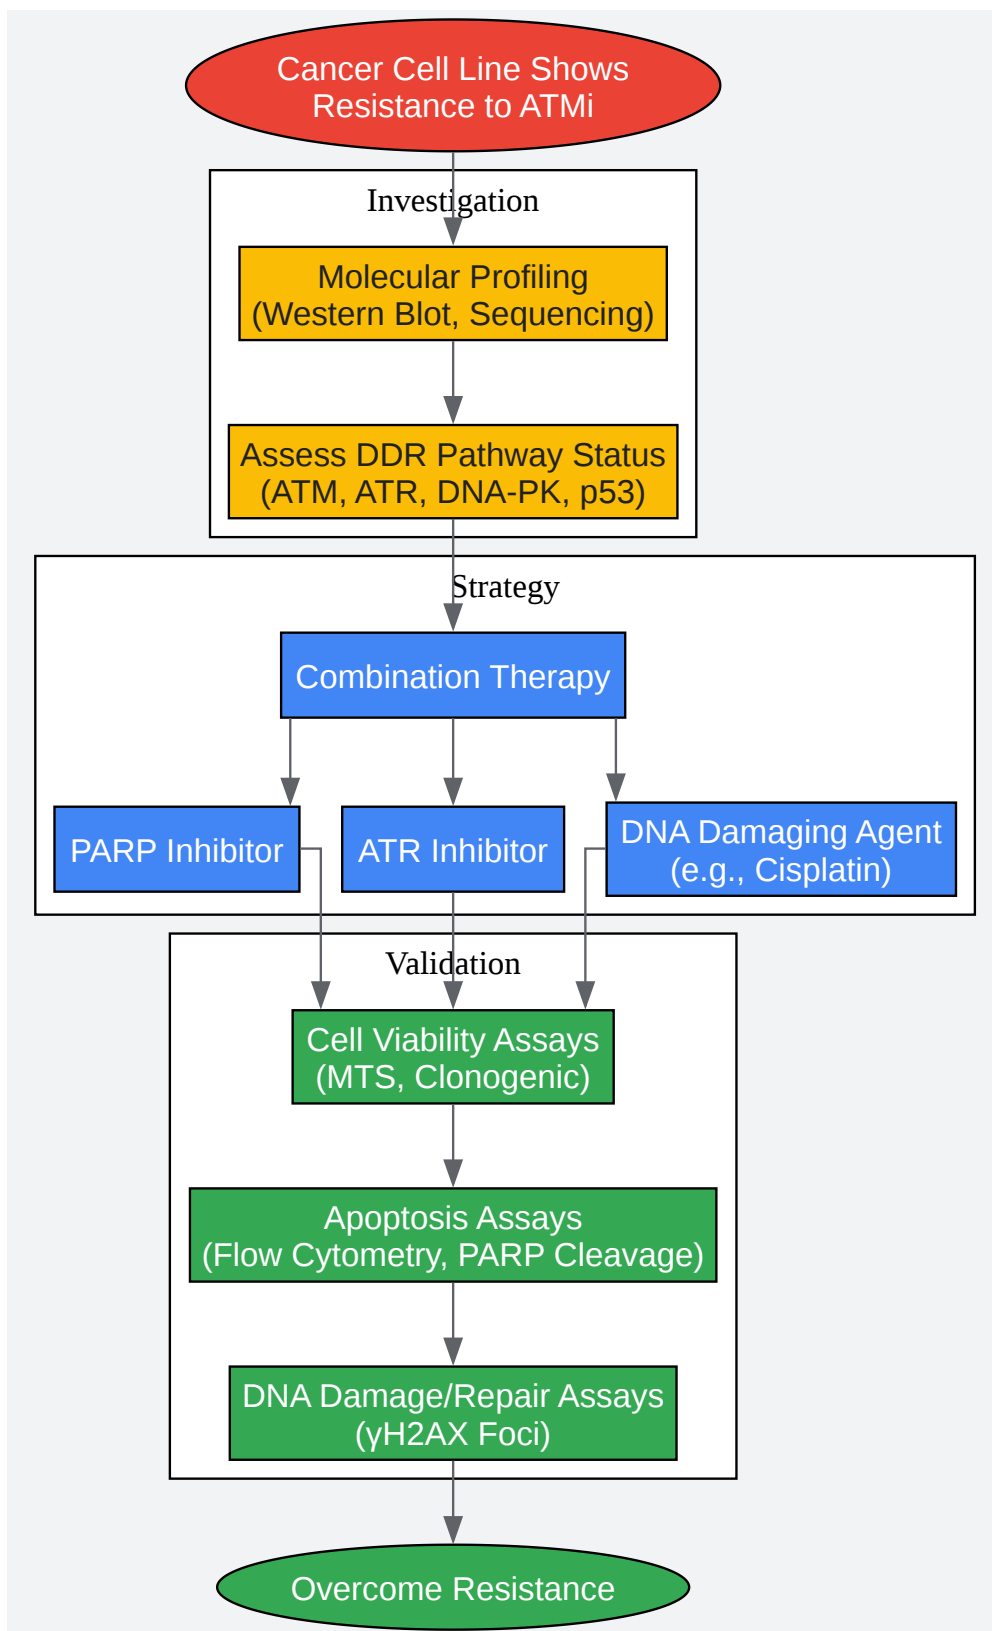 Cancer Cell Line Shows
Resistance to ATMi
Investigation
Molecular Profiling
(Western Blot, Sequencing)
Assess DDR Pathway Status
(ATM, ATR, DNA-PK, p53)
Strategy
Combination Therapy
PARP Inhibitor
ATR Inhibitor
DNA Damaging Agent
(e.g., Cisplatin)
Validation
Cell Viability Assays
(MTS, Clonogenic)
Apoptosis Assays
(Flow Cytometry, PARP Cleavage)
DNA Damage/Repair Assays
(γH2AX Foci)
Overcome Resistance